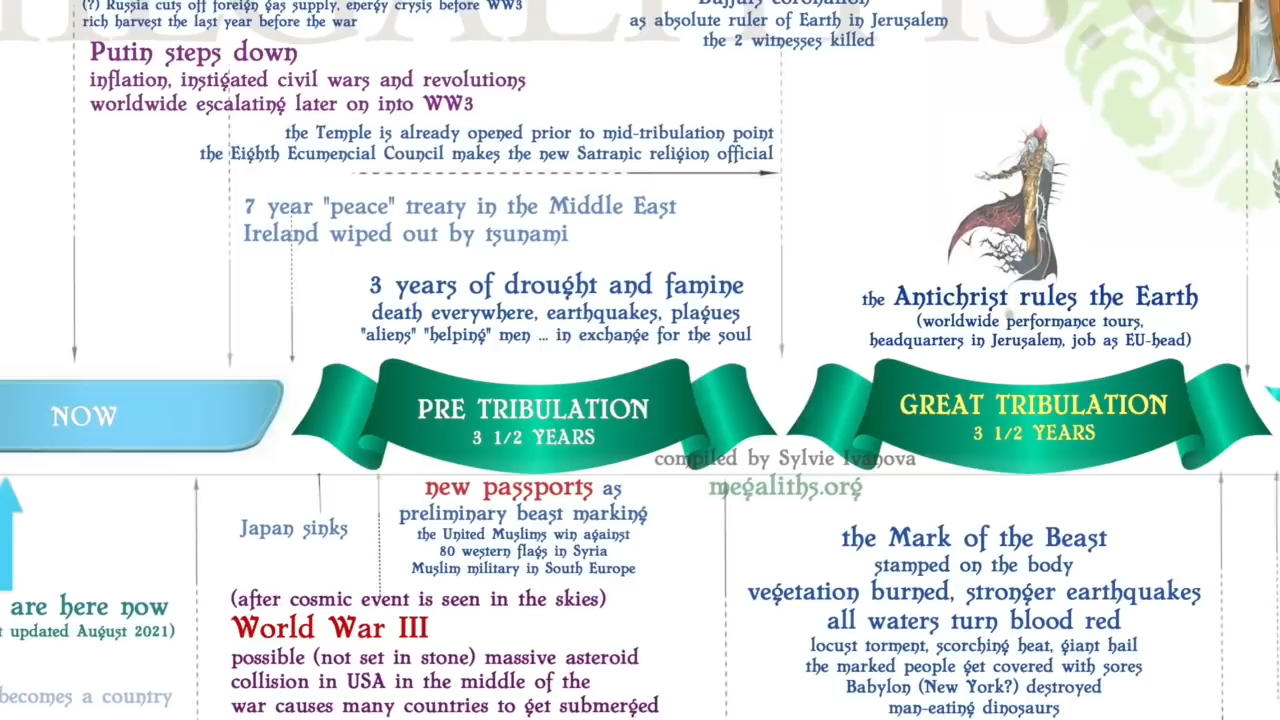 (?) Russia cuts off foreign gas supply, energy crysis before WW3
rich harvest the last year before the war
Putin steps down
inflation, instigated civil wars and revolutions
worldwide escalating later on into WW3
coronation
as absolute ruler of Earth in Jerusalem
the 2 witnesses killed
the Temple is already opened prior to mid-tribulation point
the Eighth Ecumencial Council makes the new Satranic religion official
7 year "peace" treaty in the Middle East
Ireland wiped out by tsunami
3 years of drought and famine
death everywhere, earthquakes, plagues
"aliens" "helping" men ... in exchange for the soul
the Antichrist rules the Earth
(worldwide performance tours,
headquarters in Jerusalem, job as EU-head)
NOW
PRE TRIBULATION
3 1/2 YEARS
GREAT TRIBULATION
3 1/2 YEARS
compiled by Sylvie Ivanova
megaliths.org
Japan sinks
new passports as
preliminary beast marking
the United Muslims win against
80 western flags in Syria
Muslim military in South Europe
are here now
updated August 2021)
becomes a country
(after cosmic event is seen in the skies)
World War III
possible (not set in stone) massive asteroid
collision in USA in the middle of the
war causes many countries to get submerged
the Mark of the Beast
stamped on the body
vegetation burned, stronger earthquakes
all waters turn blood red
locust torment, scorching heat, giant hail
the marked people get covered with sores
Babylon (New York?) destroyed
man-eating dinosaurs